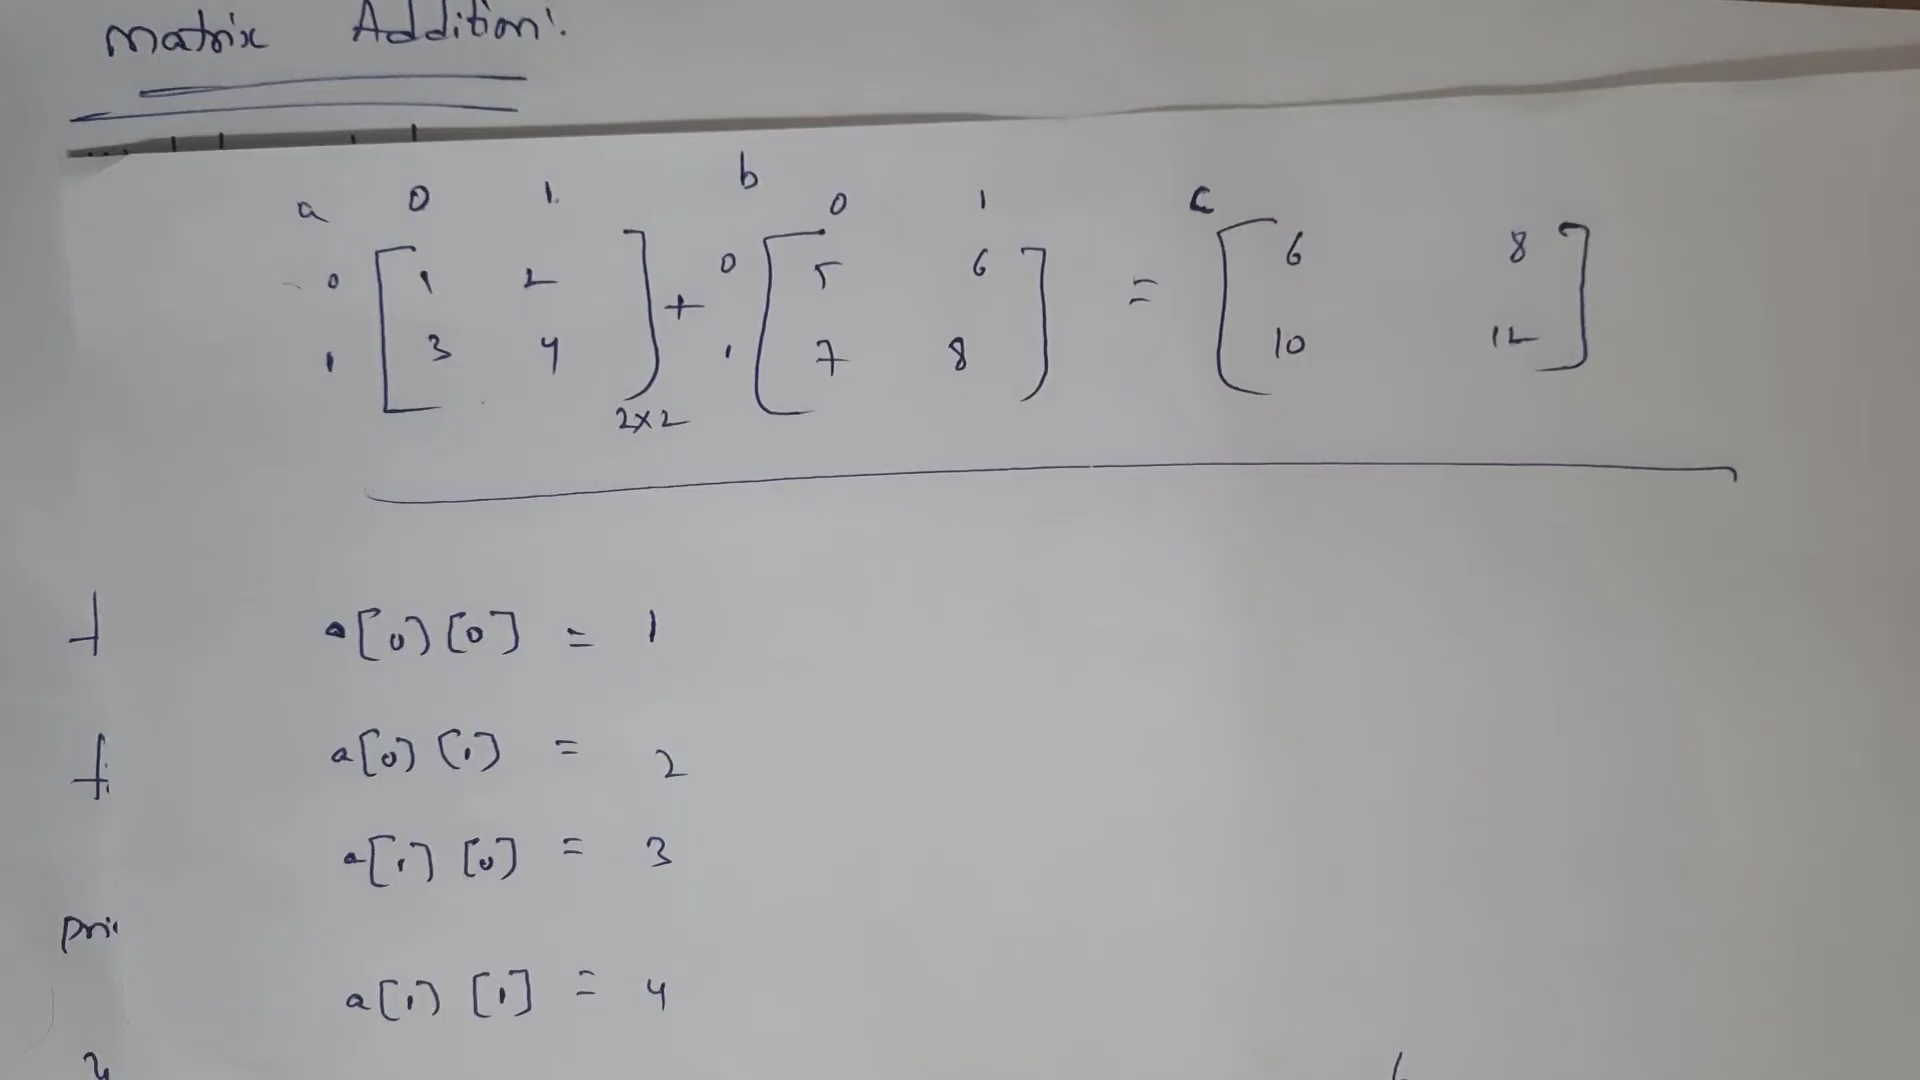 Matrix Addition:
a 0 1 b 0 1 c
0 [ 1 2 ] + 0 [ 5 6 ] = [ 6 8 ]
1 [ 3 4 ] 1 [ 7 8 ] [ 10 12 ]
2x2
a[0][0] = 1
a[0][1] = 2
a[1][0] = 3
pri
a[1][1] = 4